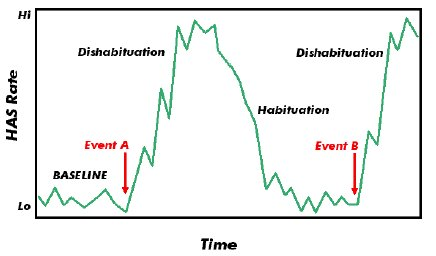 Hi
Dishabituation
Dishabituation
HAS Rate
Habituation
Event A
Event B
BASELINE
Lo
Time